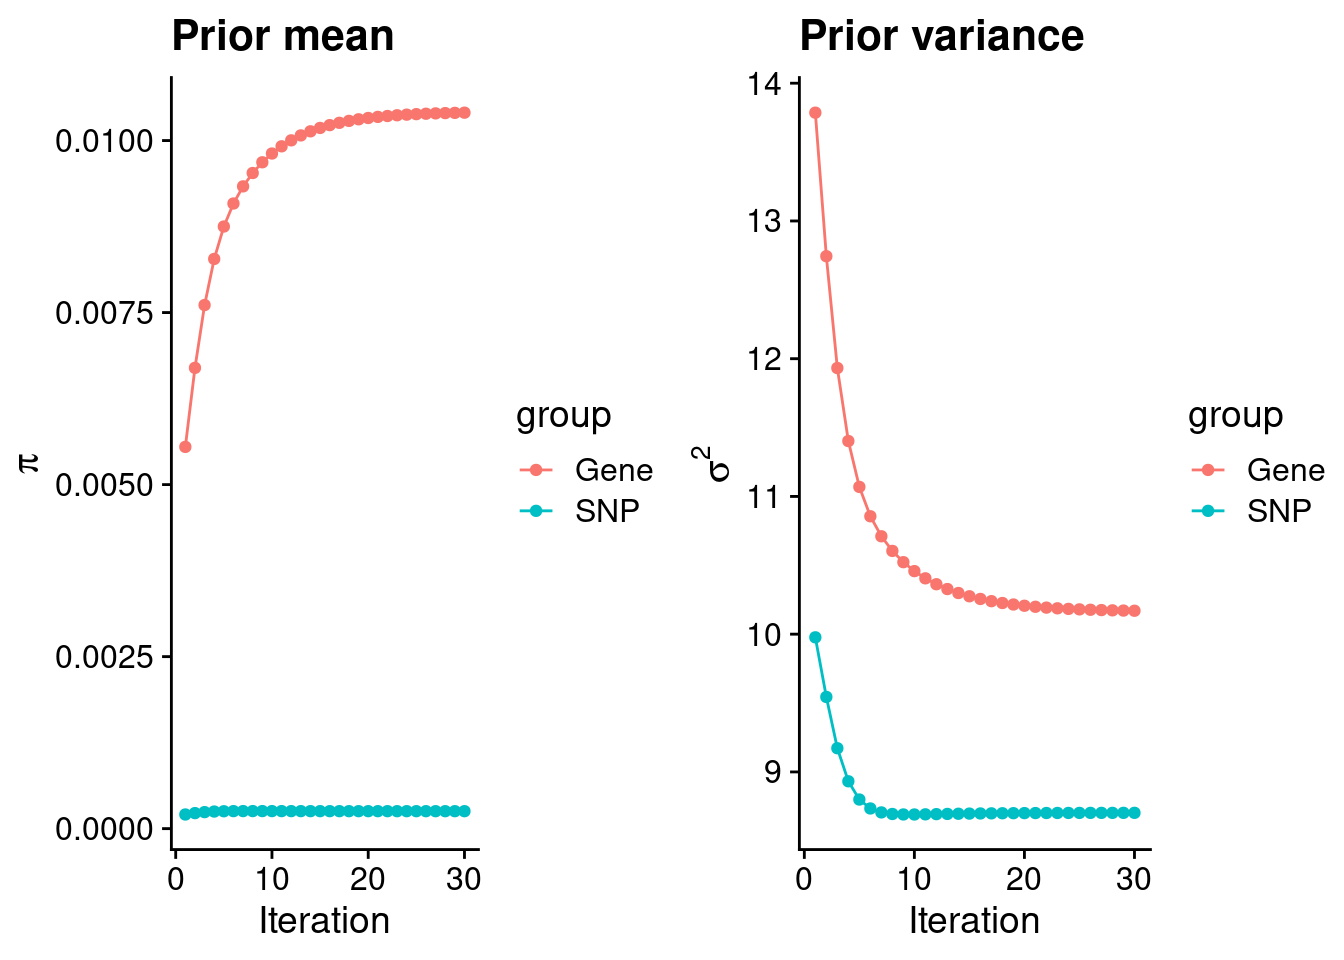 Prior mean
π
0.0100
0.0075
0.0050
0.0025
0.0000
0 10 20 30
Iteration
group
Gene
SNP
Prior variance
σ²
14
13
12
11
10
9
0 10 20 30
Iteration
group
Gene
SNP